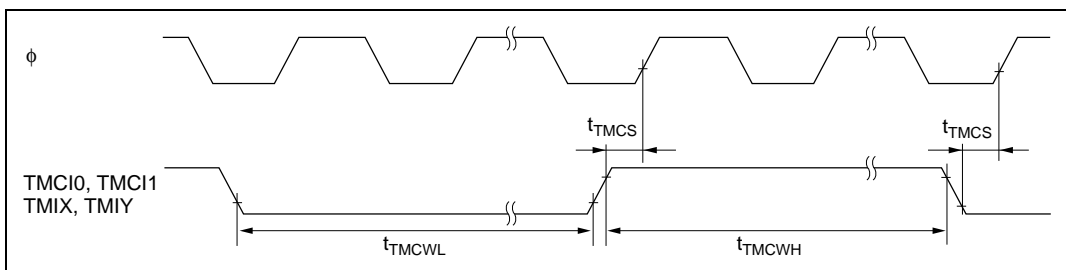 ϕ
tTMCS
tTMCS
TMCI0, TMCI1
TMIX, TMIY
tTMCWL
tTMCWH